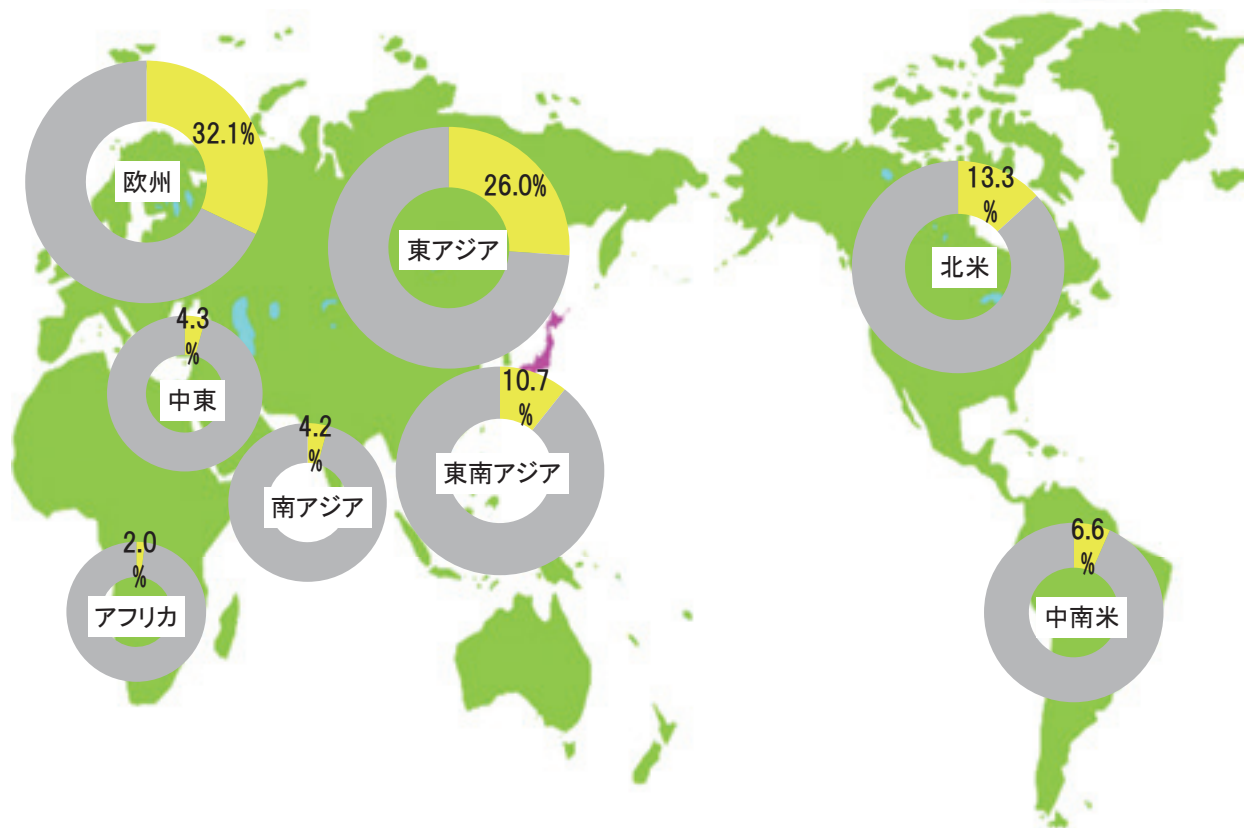 32.1%
欧州
26.0%
東アジア
13.3
%
北米
4.3
%
中東
10.7
%
東南アジア
4.2
%
南アジア
2.0
%
アフリカ
6.6
%
中南米